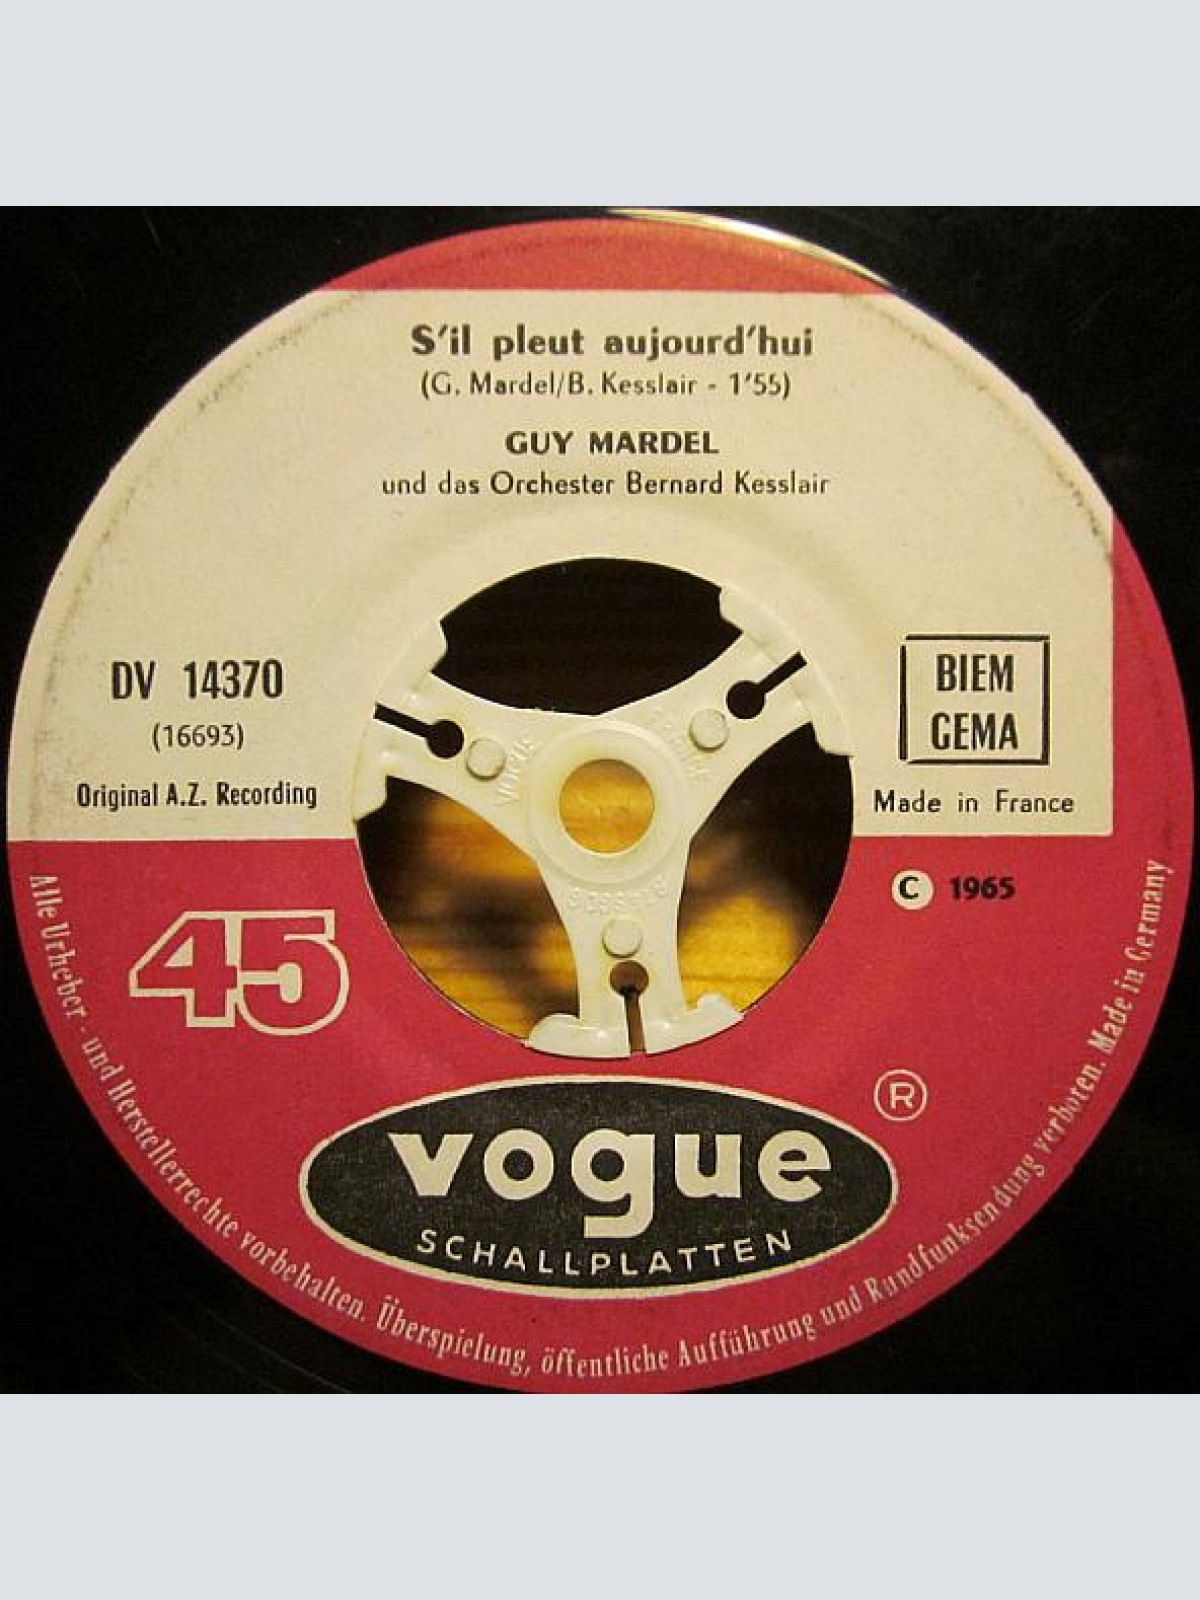 S'il pleut aujourd'hui
(G. Mardel/B. Kesslair - 1'55)
GUY MARDEL
und das Orchester Bernard Kesslair
DV 14370
(16693)
Original A.Z. Recording
BIEM
GEMA
Made in France
C 1965
45
R
vogue
SCHALLPLATTEN
Alle Urheber- und Herstellerrechte vorbehalten. Überspielung, öffentliche Aufführung und Rundfunksendung verboten. Made in Germany